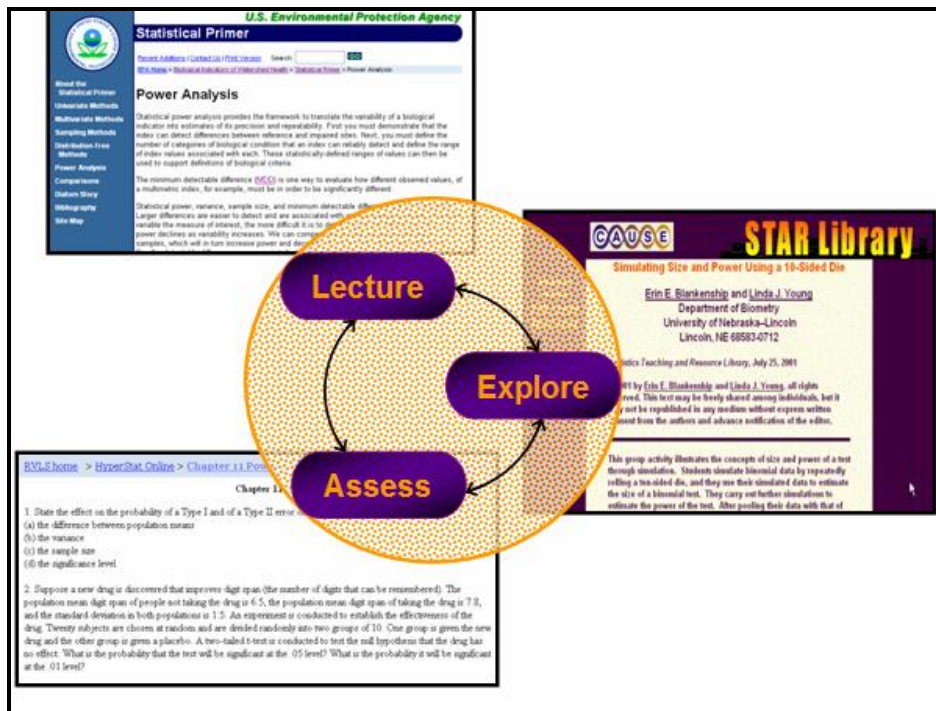 U.S. Environmental Protection Agency
Statistical Primer
Recent Additions | Contact Us | Print Version Search: GO
EPA Home > Biological Indicators of Watershed Health > Statistical Primer > Power Analysis
About the
Statistical Primer
Univariate Methods
Multivariate Methods
Sampling Methods
Distribution-Free
Methods
Power Analysis
Comparisons
Diatom Story
Bibliography
Site Map
Power Analysis
Statistical power analysis provides the framework to translate the variability of a biological
indicator into estimates of its precision and repeatability. First you must demonstrate that the
index can detect differences between reference and impaired sites. Next, you must define the
number of categories of biological condition that an index can reliably detect and define the range
of index values associated with each. These statistically-defined ranges of values can then be
used to support definitions of biological criteria.
The minimum detectable difference (MDD) is one way to evaluate how different observed values, of
a multimetric index, for example, must be in order to be significantly different.
Statistical power, variance, sample size, and minimum detectable
Larger differences are easier to detect and are associated with
variable the measure of interest, the more difficult it is to
power declines as variability increases. We can
samples, which will in turn increase power and
Lecture
Explore
Assess
CAUSE
STAR Library
Simulating Size and Power Using a 10-Sided Die
Erin E. Blankenship and Linda J. Young
Department of Biometry
University of Nebraska–Lincoln
Lincoln, NE 68583-0712
Teaching and Resource Library, July 25, 2001
by Erin E. Blankenship and Linda J. Young, all rights
This text may be freely shared among individuals, but it
not be republished in any medium without express written
from the authors and advance notification of the editor.
This group activity illustrates the concepts of size and power of a test
through simulation. Students simulate binomial data by repeatedly
rolling a ten-sided die, and they use their simulated data to estimate
the size of a binomial test. They carry out further simulations to
estimate the power of the test. After pooling their data with that of
RVLS home > HyperStat Online > Chapter 11 Pow
Chapter 11
1. State the effect on the probability of a Type I and of a Type II error
(a) the difference between population means
(b) the variance
(c) the sample size
(d) the significance level
2. Suppose a new drug is discovered that improves digit span (the number of digits that can be remembered). The
population mean digit span of people not taking the drug is 6.5, the population mean digit span of taking the drug is 7.8,
and the standard deviation in both populations is 1.5. An experiment is conducted to establish the effectiveness of the
drug. Twenty subjects are chosen at random and are divided randomly into two groups of 10. One group is given the new
drug and the other group is given a placebo. A two-tailed t-test is conducted to test the null hypothesis that the drug has
no effect. What is the probability that the test will be significant at the .05 level? What is the probability it will be significant
at the .01 level?